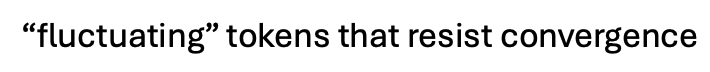 “fluctuating” tokens that resist convergence